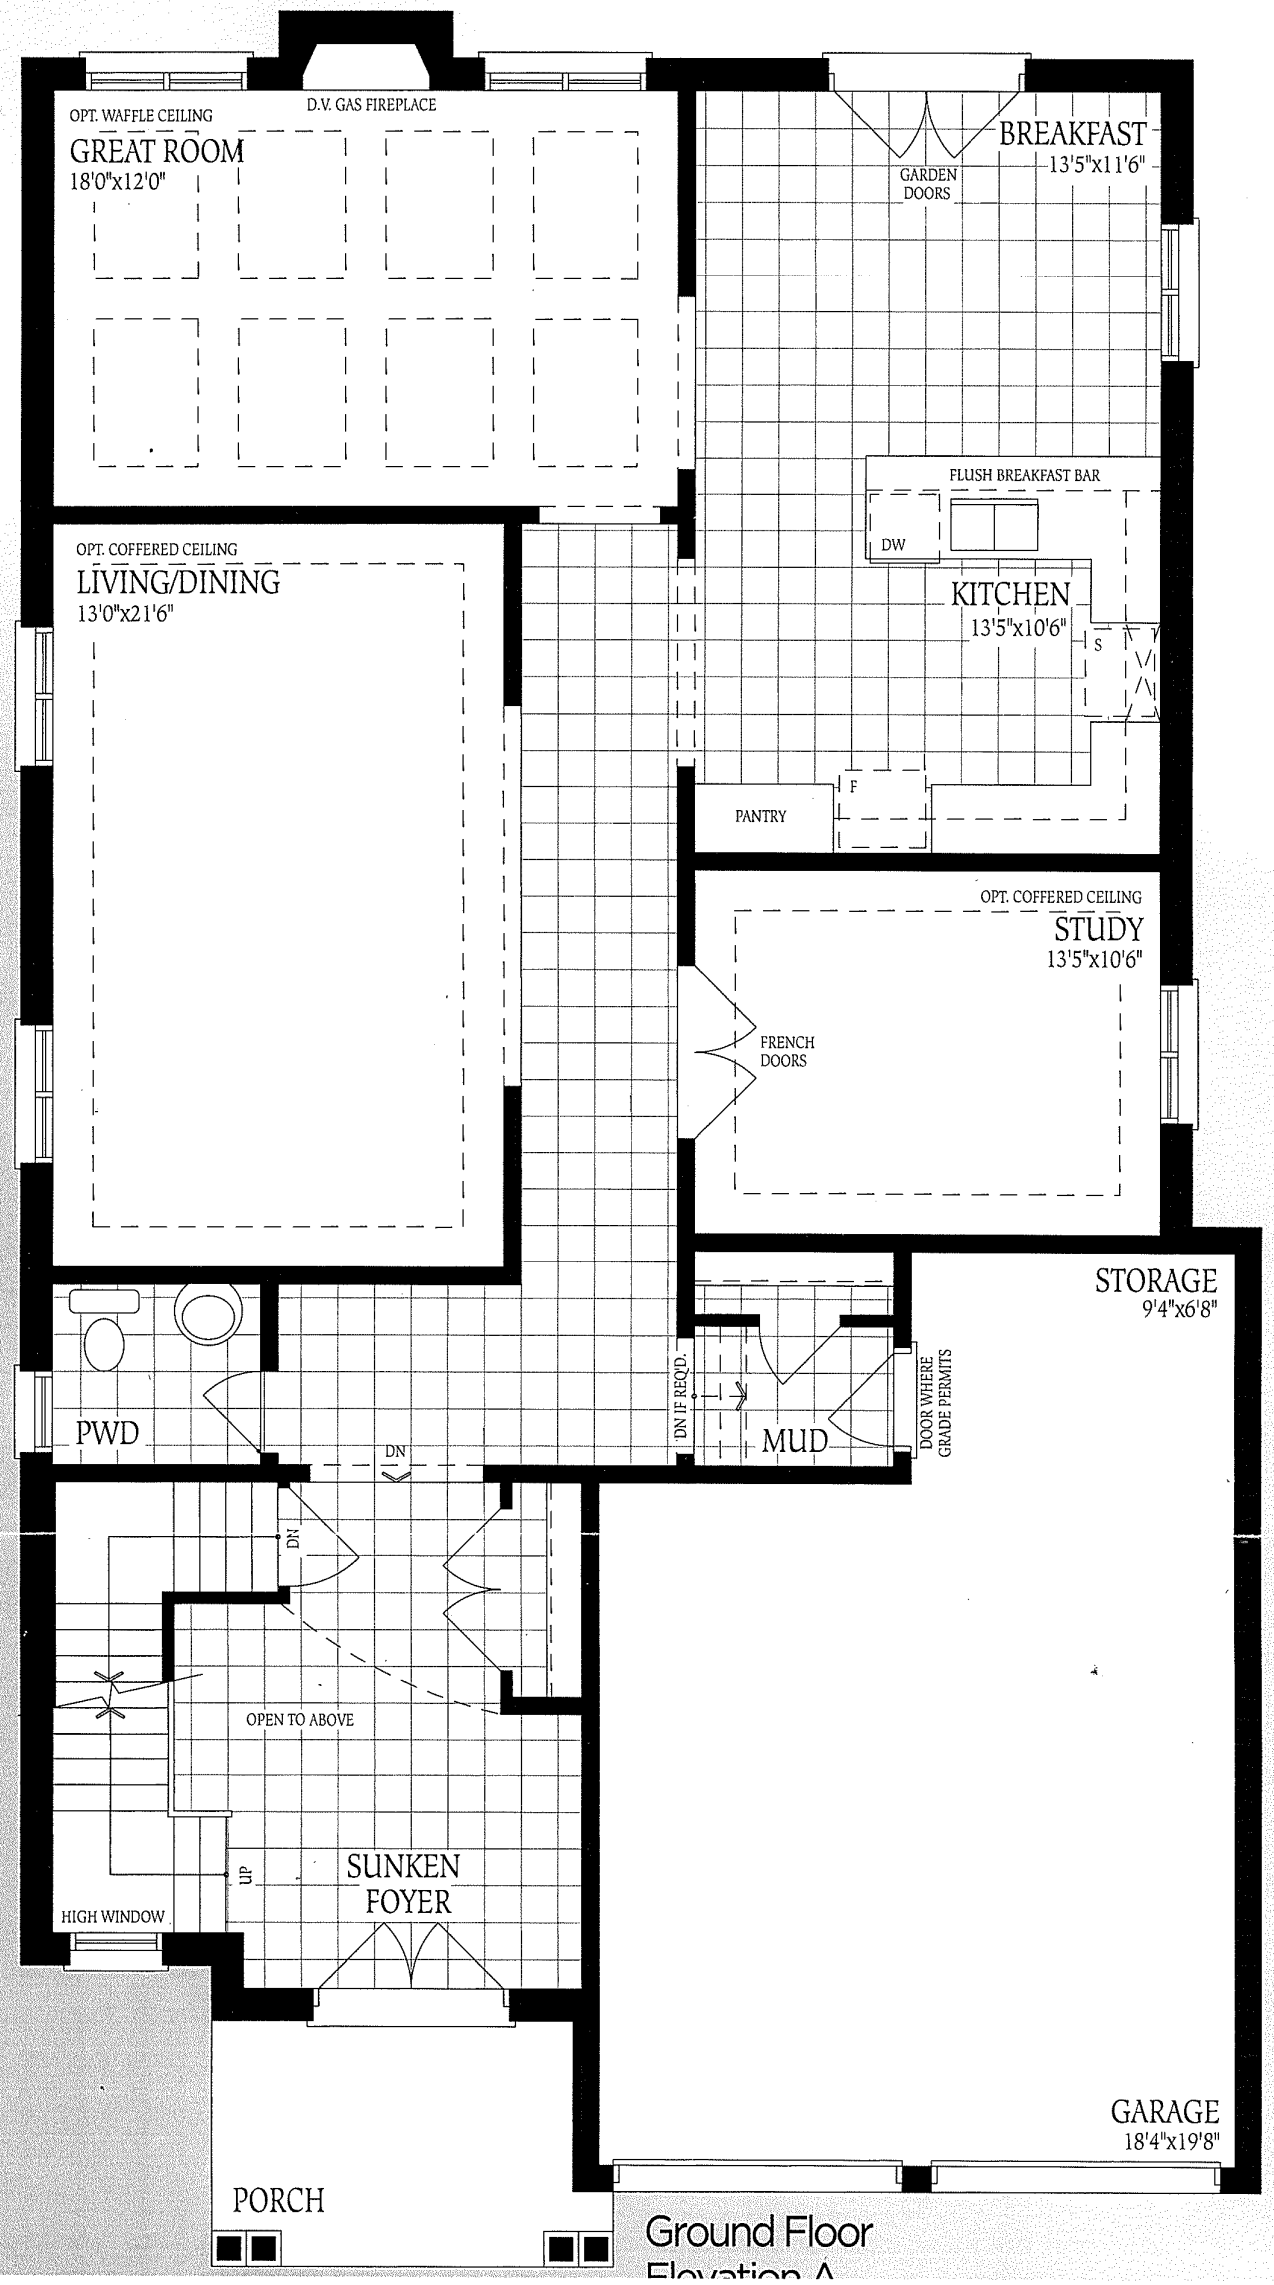 D.V. GAS FIREPLACE
OPT. WAFFLE CEILING
GREAT ROOM
18'0"x12'0"
BREAKFAST
13'5"x11'6"
GARDEN
DOORS
FLUSH BREAKFAST BAR
DW
KITCHEN
13'5"x10'6"
S
F
PANTRY
OPT. COFFERED CEILING
LIVING/DINING
13'0"x21'6"
OPT. COFFERED CEILING
STUDY
13'5"x10'6"
FRENCH
DOORS
STORAGE
9'4"x6'8"
DN IF REQ'D.
MUD
DOOR WHERE
GRADE PERMITS
PWD
DN
DN
OPEN TO ABOVE
UP
SUNKEN
FOYER
HIGH WINDOW
GARAGE
18'4"x19'8"
PORCH
Ground Floor
Elevation A